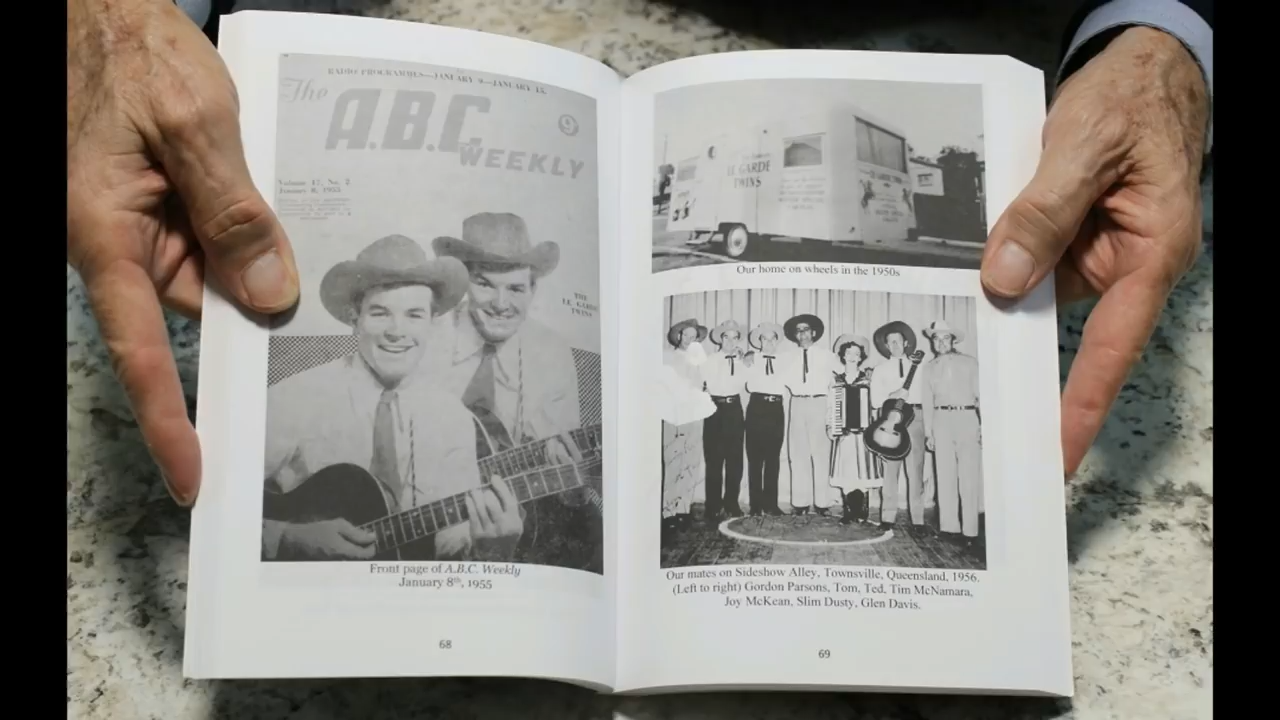 RADIO PROGRAMMES—JANUARY 9—JANUARY 15.
The
A.B.C.
WEEKLY
9
Volume 17, No. 2
January 8, 1955
THE
LE GARDE
TWINS
Front page of A.B.C. Weekly
January 8th, 1955
68
LE GARDE
TWINS
LE GARDE TWINS
Our home on wheels in the 1950s
Our mates on Sideshow Alley, Townsville, Queensland, 1956.
(Left to right) Gordon Parsons, Tom, Ted, Tim McNamara,
Joy McKean, Slim Dusty, Glen Davis.
69